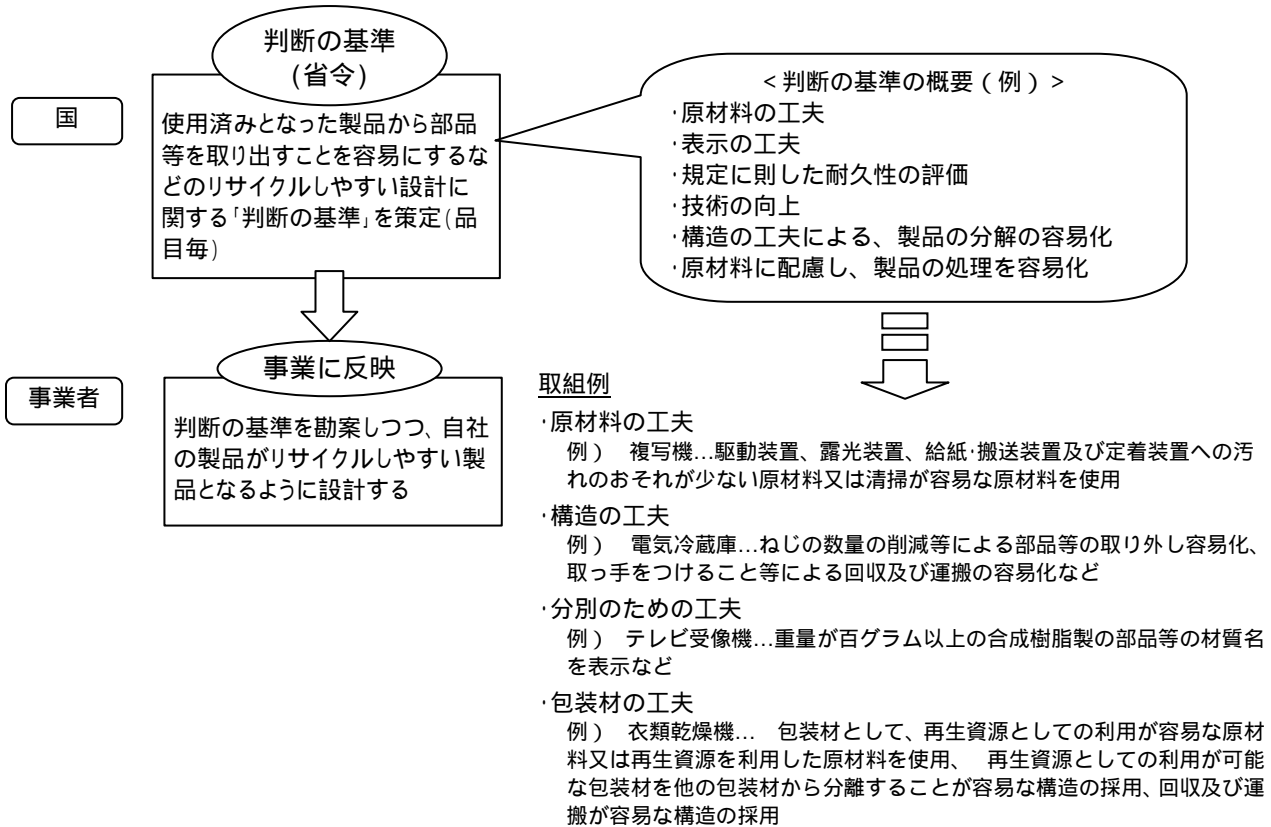 判断の基準
(省令)
国
使用済みとなった製品から部品
等を取り出すことを容易にするな
どのリサイクルしやすい設計に
関する「判断の基準」を策定(品
目毎)
<判断の基準の概要(例)>
･原材料の工夫
･表示の工夫
･規定に則した耐久性の評価
･技術の向上
･構造の工夫による、製品の分解の容易化
･原材料に配慮し、製品の処理を容易化
事業に反映
事業者
判断の基準を勘案しつつ、自社
の製品がリサイクルしやすい製
品となるように設計する
取組例
･原材料の工夫
例) 複写機…駆動装置、露光装置、給紙･搬送装置及び定着装置への汚
れのおそれが少ない原材料又は清掃が容易な原材料を使用
･構造の工夫
例) 電気冷蔵庫…ねじの数量の削減等による部品等の取り外し容易化、
取っ手をつけること等による回収及び運搬の容易化など
･分別のための工夫
例) テレビ受像機…重量が百グラム以上の合成樹脂製の部品等の材質名
を表示など
･包装材の工夫
例) 衣類乾燥機… 包装材として、再生資源としての利用が容易な原材
料又は再生資源を利用した原材料を使用、 再生資源としての利用が可能
な包装材を他の包装材から分離することが容易な構造の採用、回収及び運
搬が容易な構造の採用